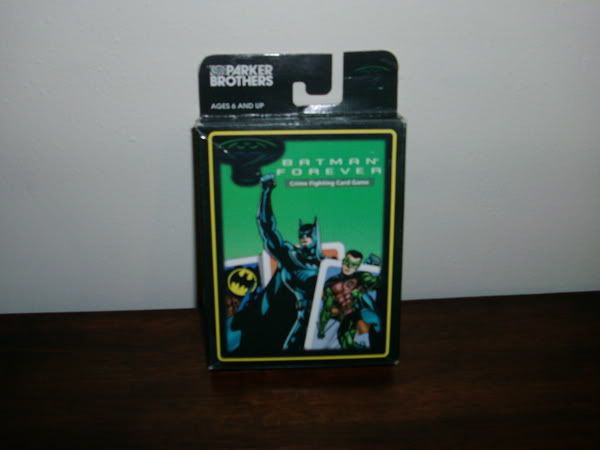 PARKER
BROTHERS
AGES 6 AND UP
BATMAN
FOREVER
Crime Fighting Card Game